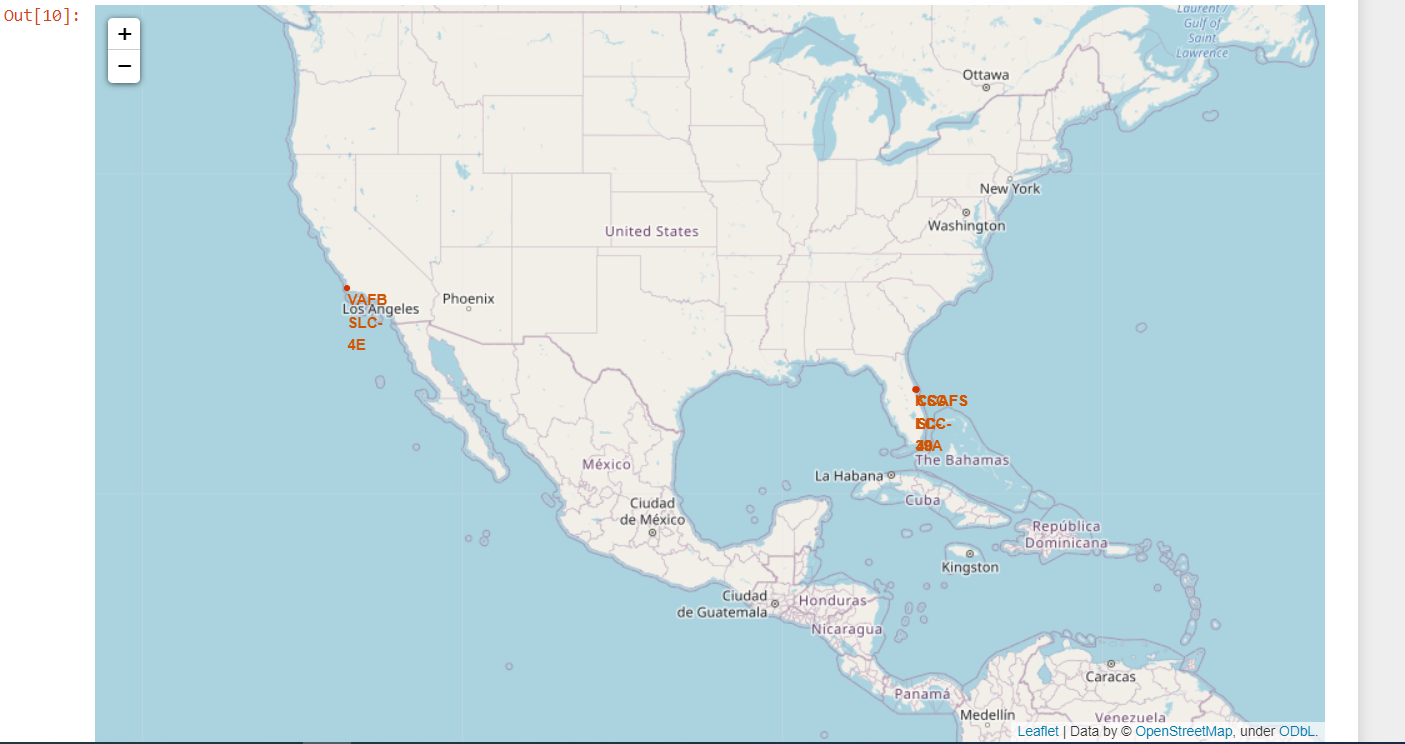 Out[10]:
+
−
Laurent /
Gulf of
Saint
Lawrence
Ottawa
New York
Washington
United States
Phoenix
VAFB
Los Angeles
SLC-
4E
The Bahamas
La Habana
México
Cuba
Ciudad
de México
República
Dominicana
Kingston
Ciudad
de Guatemala
Honduras
Nicaragua
Caracas
Panamá
Medellín
Venezuela
Leaflet | Data by © OpenStreetMap, under ODbL.